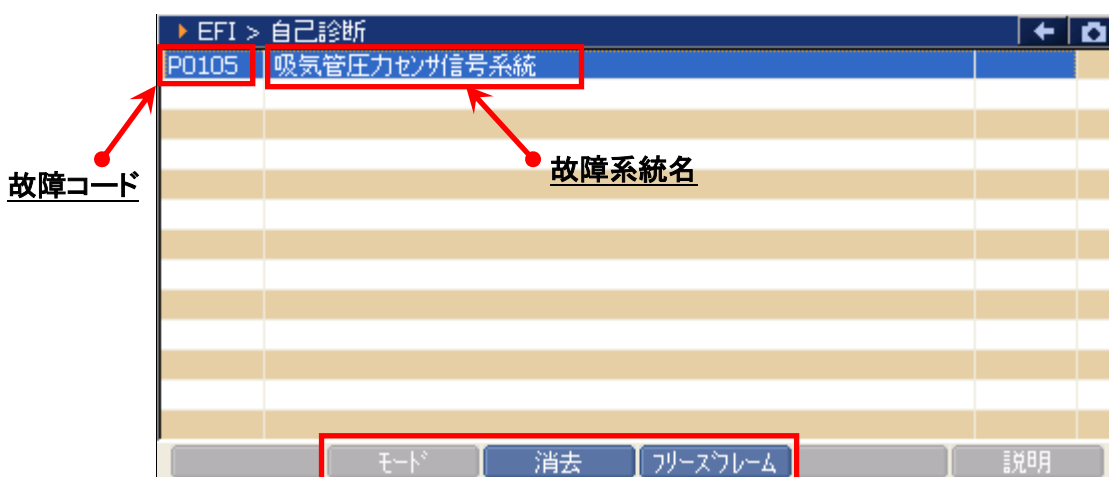 EFI > 自己診断
P0105 吸気管圧力ｾﾝｻ信号系統
故障コード
故障系統名
ﾓｰﾄﾞ 消去 ﾌﾘｰｽﾞﾌﾚｰﾑ 説明